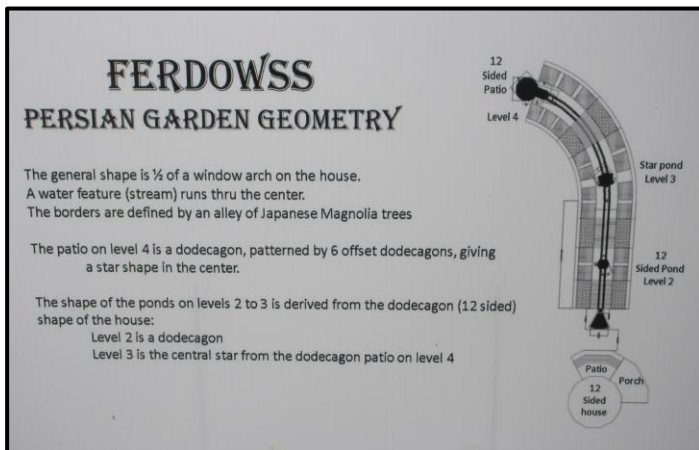 FERDOWSS
PERSIAN GARDEN GEOMETRY
The general shape is ½ of a window arch on the house.
A water feature (stream) runs thru the center.
The borders are defined by an alley of Japanese Magnolia trees
The patio on level 4 is a dodecagon, patterned by 6 offset dodecagons, giving
a star shape in the center.
The shape of the ponds on levels 2 to 3 is derived from the dodecagon (12 sided)
shape of the house:
Level 2 is a dodecagon
Level 3 is the central star from the dodecagon patio on level 4
12
Sided
Patio
Level 4
Star pond
Level 3
12
Sided Pond
Level 2
Patio
Porch
12
Sided
house